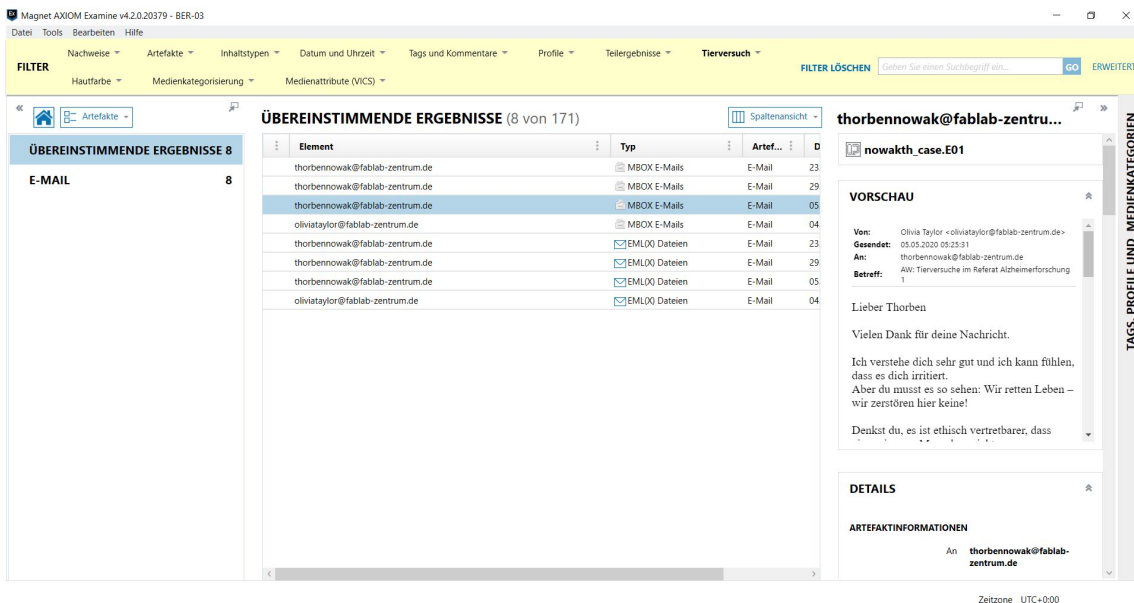 Magnet AXIOM Examine v4.2.0.20379 - BER-03
Datei Tools Bearbeiten Hilfe
FILTER
Nachweise Artefakte Inhaltstypen Datum und Uhrzeit Tags und Kommentare Profile Teilergebnisse Tierversuch
Hautfarbe Medienkategorisierung Medienattribute (VICS)
FILTER LÖSCHEN Geben Sie einen Suchbegriff ein... GO ERWEITERT
Artefakte
ÜBEREINSTIMMENDE ERGEBNISSE 8
E-MAIL 8
ÜBEREINSTIMMENDE ERGEBNISSE (8 von 171)
Spaltenansicht
Element Typ Artef... D
thorbennowak@fablab-zentrum.de MBOX E-Mails E-Mail 23
thorbennowak@fablab-zentrum.de MBOX E-Mails E-Mail 29
thorbennowak@fablab-zentrum.de MBOX E-Mails E-Mail 05
oliviataylor@fablab-zentrum.de MBOX E-Mails E-Mail 04
thorbennowak@fablab-zentrum.de EML(X) Dateien E-Mail 23
thorbennowak@fablab-zentrum.de EML(X) Dateien E-Mail 29
thorbennowak@fablab-zentrum.de EML(X) Dateien E-Mail 05
oliviataylor@fablab-zentrum.de EML(X) Dateien E-Mail 04
thorbennowak@fablab-zentru...
nowakth_case.E01
VORSCHAU
Von: Olivia Taylor <oliviataylor@fablab-zentrum.de>
Gesendet: 05.05.2020 05:25:31
An: thorbennowak@fablab-zentrum.de
Betreff: AW: Tierversuche im Referat Alzheimerforschung
1
Lieber Thorben
Vielen Dank für deine Nachricht.
Ich verstehe dich sehr gut und ich kann fühlen,
dass es dich irritiert.
Aber du musst es so sehen: Wir retten Leben –
wir zerstören hier keine!
Denkst du, es ist ethisch vertretbarer, dass
DETAILS
ARTEFAKTINFORMATIONEN
An thorbennowak@fablab-
zentrum.de
TAGS, PROFILE UND MEDIENKATEGORIEN
Zeitzone UTC+0:00